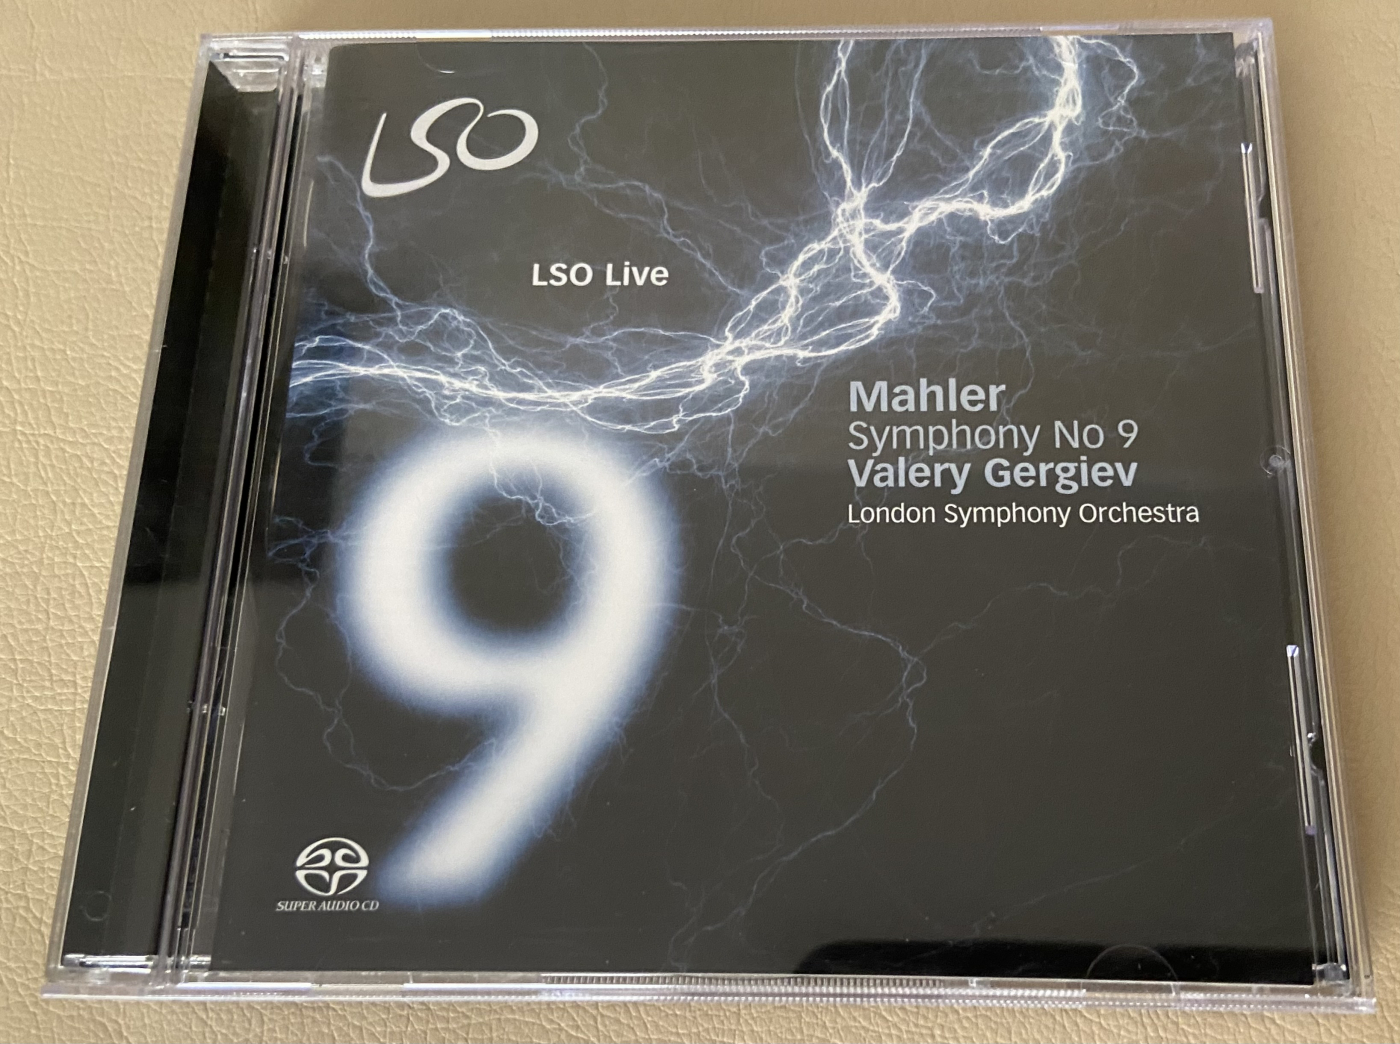 LSO
LSO Live
Mahler
Symphony No 9
Valery Gergiev
London Symphony Orchestra
9
SUPER AUDIO CD